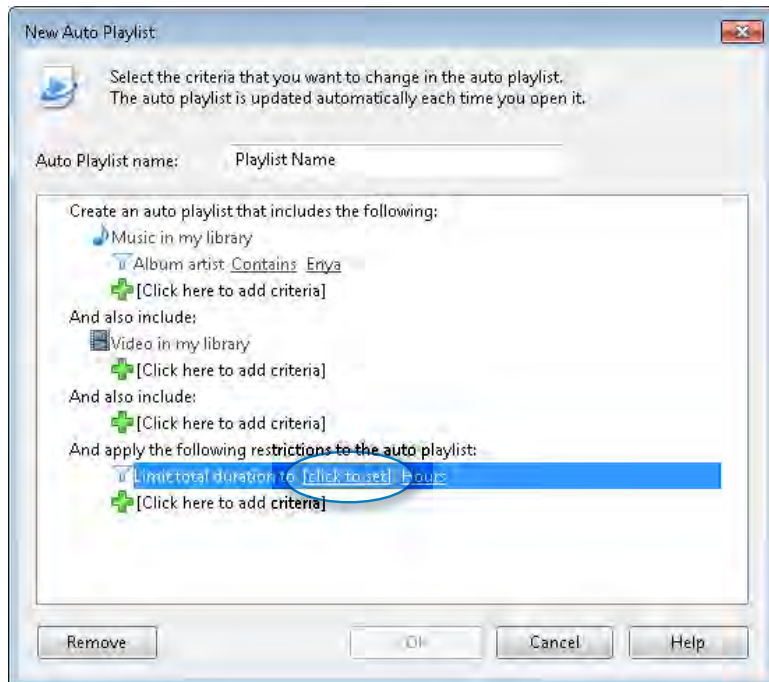 New Auto Playlist
Select the criteria that you want to change in the auto playlist.
The auto playlist is updated automatically each time you open it.
Auto Playlist name: Playlist Name
Create an auto playlist that includes the following:
Music in my library
Album artist Contains Enya
[Click here to add criteria]
And also include:
Video in my library
[Click here to add criteria]
And also include:
[Click here to add criteria]
And apply the following restrictions to the auto playlist:
Limit total duration to [click to set] Hours
[Click here to add criteria]
Remove OK Cancel Help